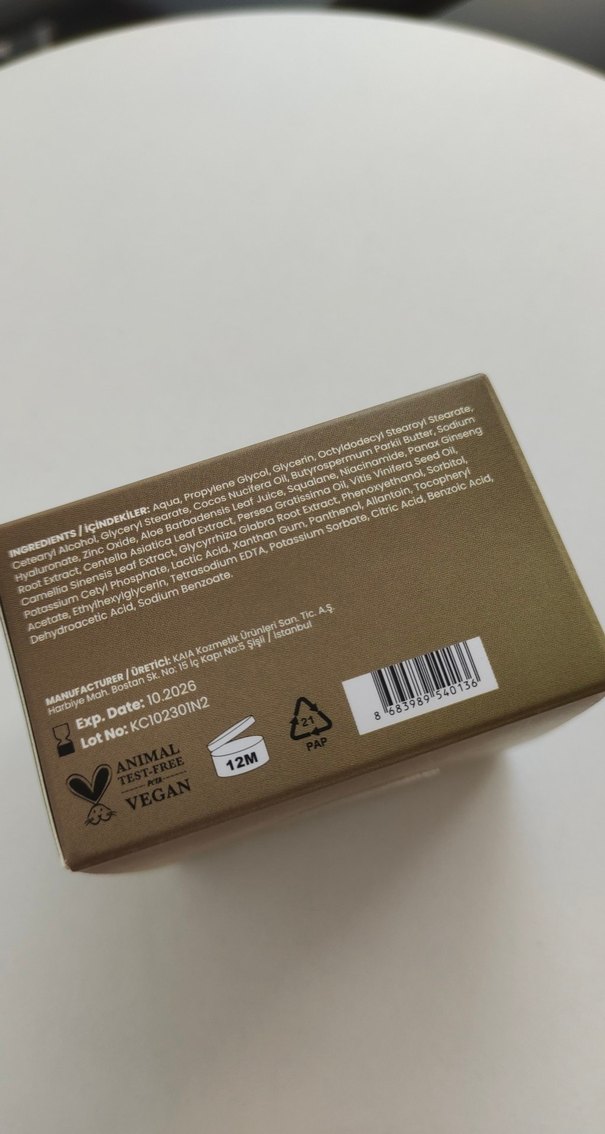 INGREDIENTS / İÇİNDEKİLER: Aqua, Propylene Glycol, Glycerin, Octyldodecyl Stearoyl Stearate,
Cetearyl Alcohol, Glyceryl Stearate, Cocos Nucifera Oil, Butyrospermum Parkii Butter, Sodium
Hyaluronate, Zinc Oxide, Aloe Barbadensis Leaf Juice, Squalane, Niacinamide, Panax Ginseng
Root Extract, Centella Asiatica Leaf Extract, Persea Gratissima Oil, Vitis Vinifera Seed Oil,
Camellia Sinensis Leaf Extract, Glycyrrhiza Glabra Root Extract, Phenoxyethanol, Sorbitol,
Potassium Cetyl Phosphate, Lactic Acid, Xanthan Gum, Panthenol, Allantoin, Tocopheryl
Acetate, Ethylhexylglycerin, Tetrasodium EDTA, Potassium Sorbate, Citric Acid, Benzoic Acid,
Dehydroacetic Acid, Sodium Benzoate.
MANUFACTURER / ÜRETİCİ: KAIA Kozmetik Ürünleri San. Tic. A.Ş.
Harbiye Mah. Bostan Sk. No: 15 İç Kapı No:5 Şişli / İstanbul
Exp. Date: 10.2026
Lot No: KC102301N2
ANIMAL
TEST-FREE
PETA
VEGAN
12M
21
PAP
8 683989 540136